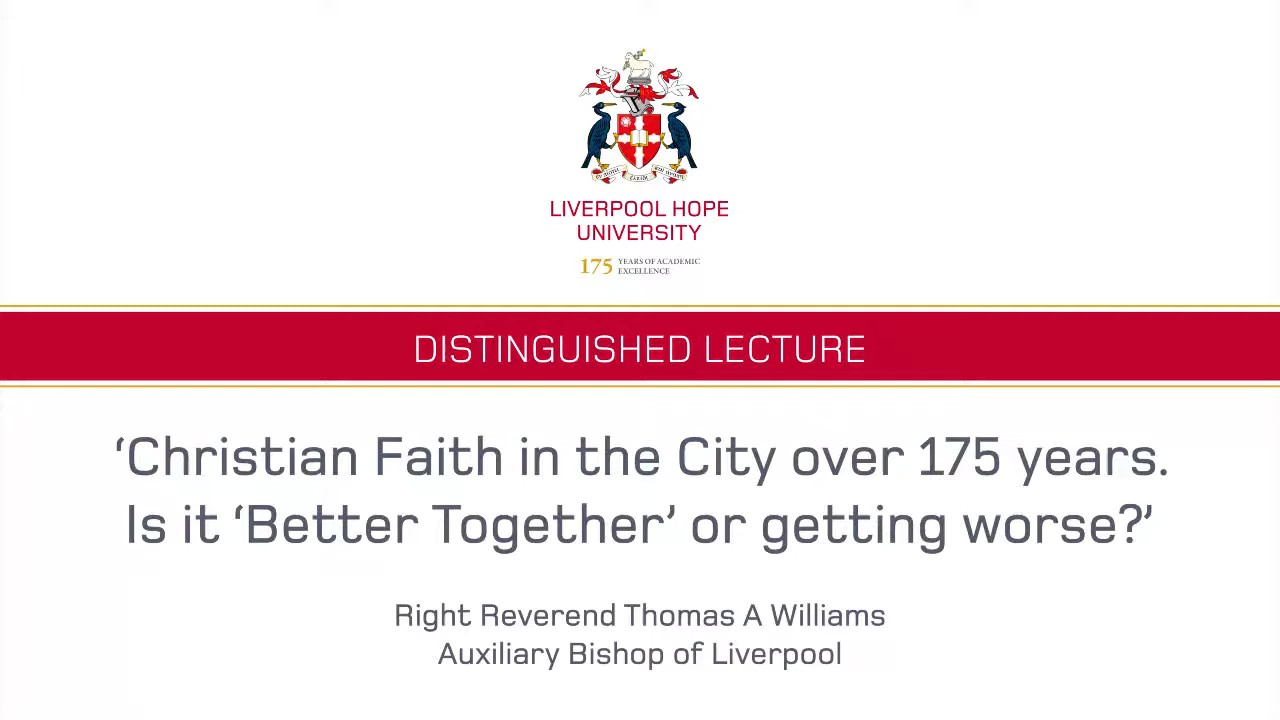 LIVERPOOL HOPE
UNIVERSITY
175 YEARS OF ACADEMIC
EXCELLENCE
DISTINGUISHED LECTURE
‘Christian Faith in the City over 175 years.
Is it ‘Better Together’ or getting worse?’
Right Reverend Thomas A Williams
Auxiliary Bishop of Liverpool